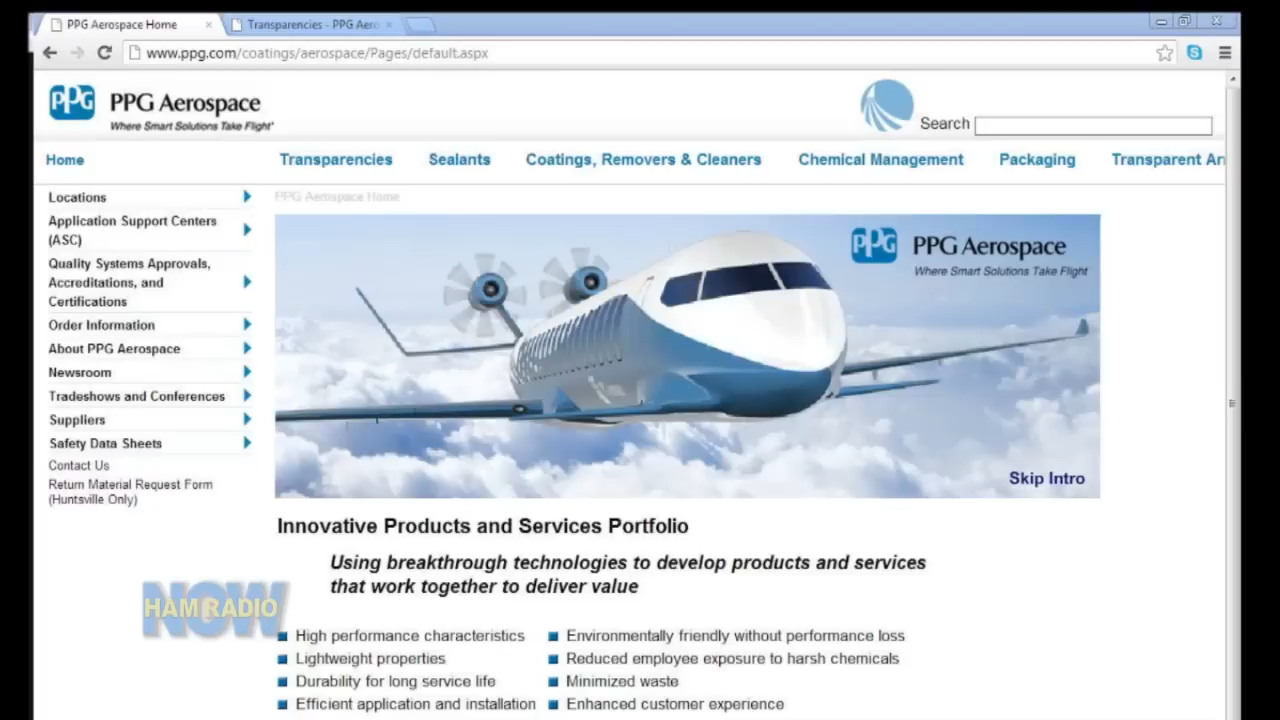 PPG Aerospace Home
Transparencies - PPG Aero
www.ppg.com/coatings/aerospace/Pages/default.aspx
PPG
PPG Aerospace
Where Smart Solutions Take Flight
Search
Home
Transparencies
Sealants
Coatings, Removers & Cleaners
Chemical Management
Packaging
Transparent Ar
Locations
Application Support Centers
(ASC)
Quality Systems Approvals,
Accreditations, and
Certifications
Order Information
About PPG Aerospace
Newsroom
Tradeshows and Conferences
Suppliers
Safety Data Sheets
Contact Us
Return Material Request Form
(Huntsville Only)
PPG Aerospace Home
PPG
PPG Aerospace
Where Smart Solutions Take Flight
Skip Intro
Innovative Products and Services Portfolio
Using breakthrough technologies to develop products and services
that work together to deliver value
High performance characteristics
Lightweight properties
Durability for long service life
Efficient application and installation
Environmentally friendly without performance loss
Reduced employee exposure to harsh chemicals
Minimized waste
Enhanced customer experience
NOW
HAM RADIO